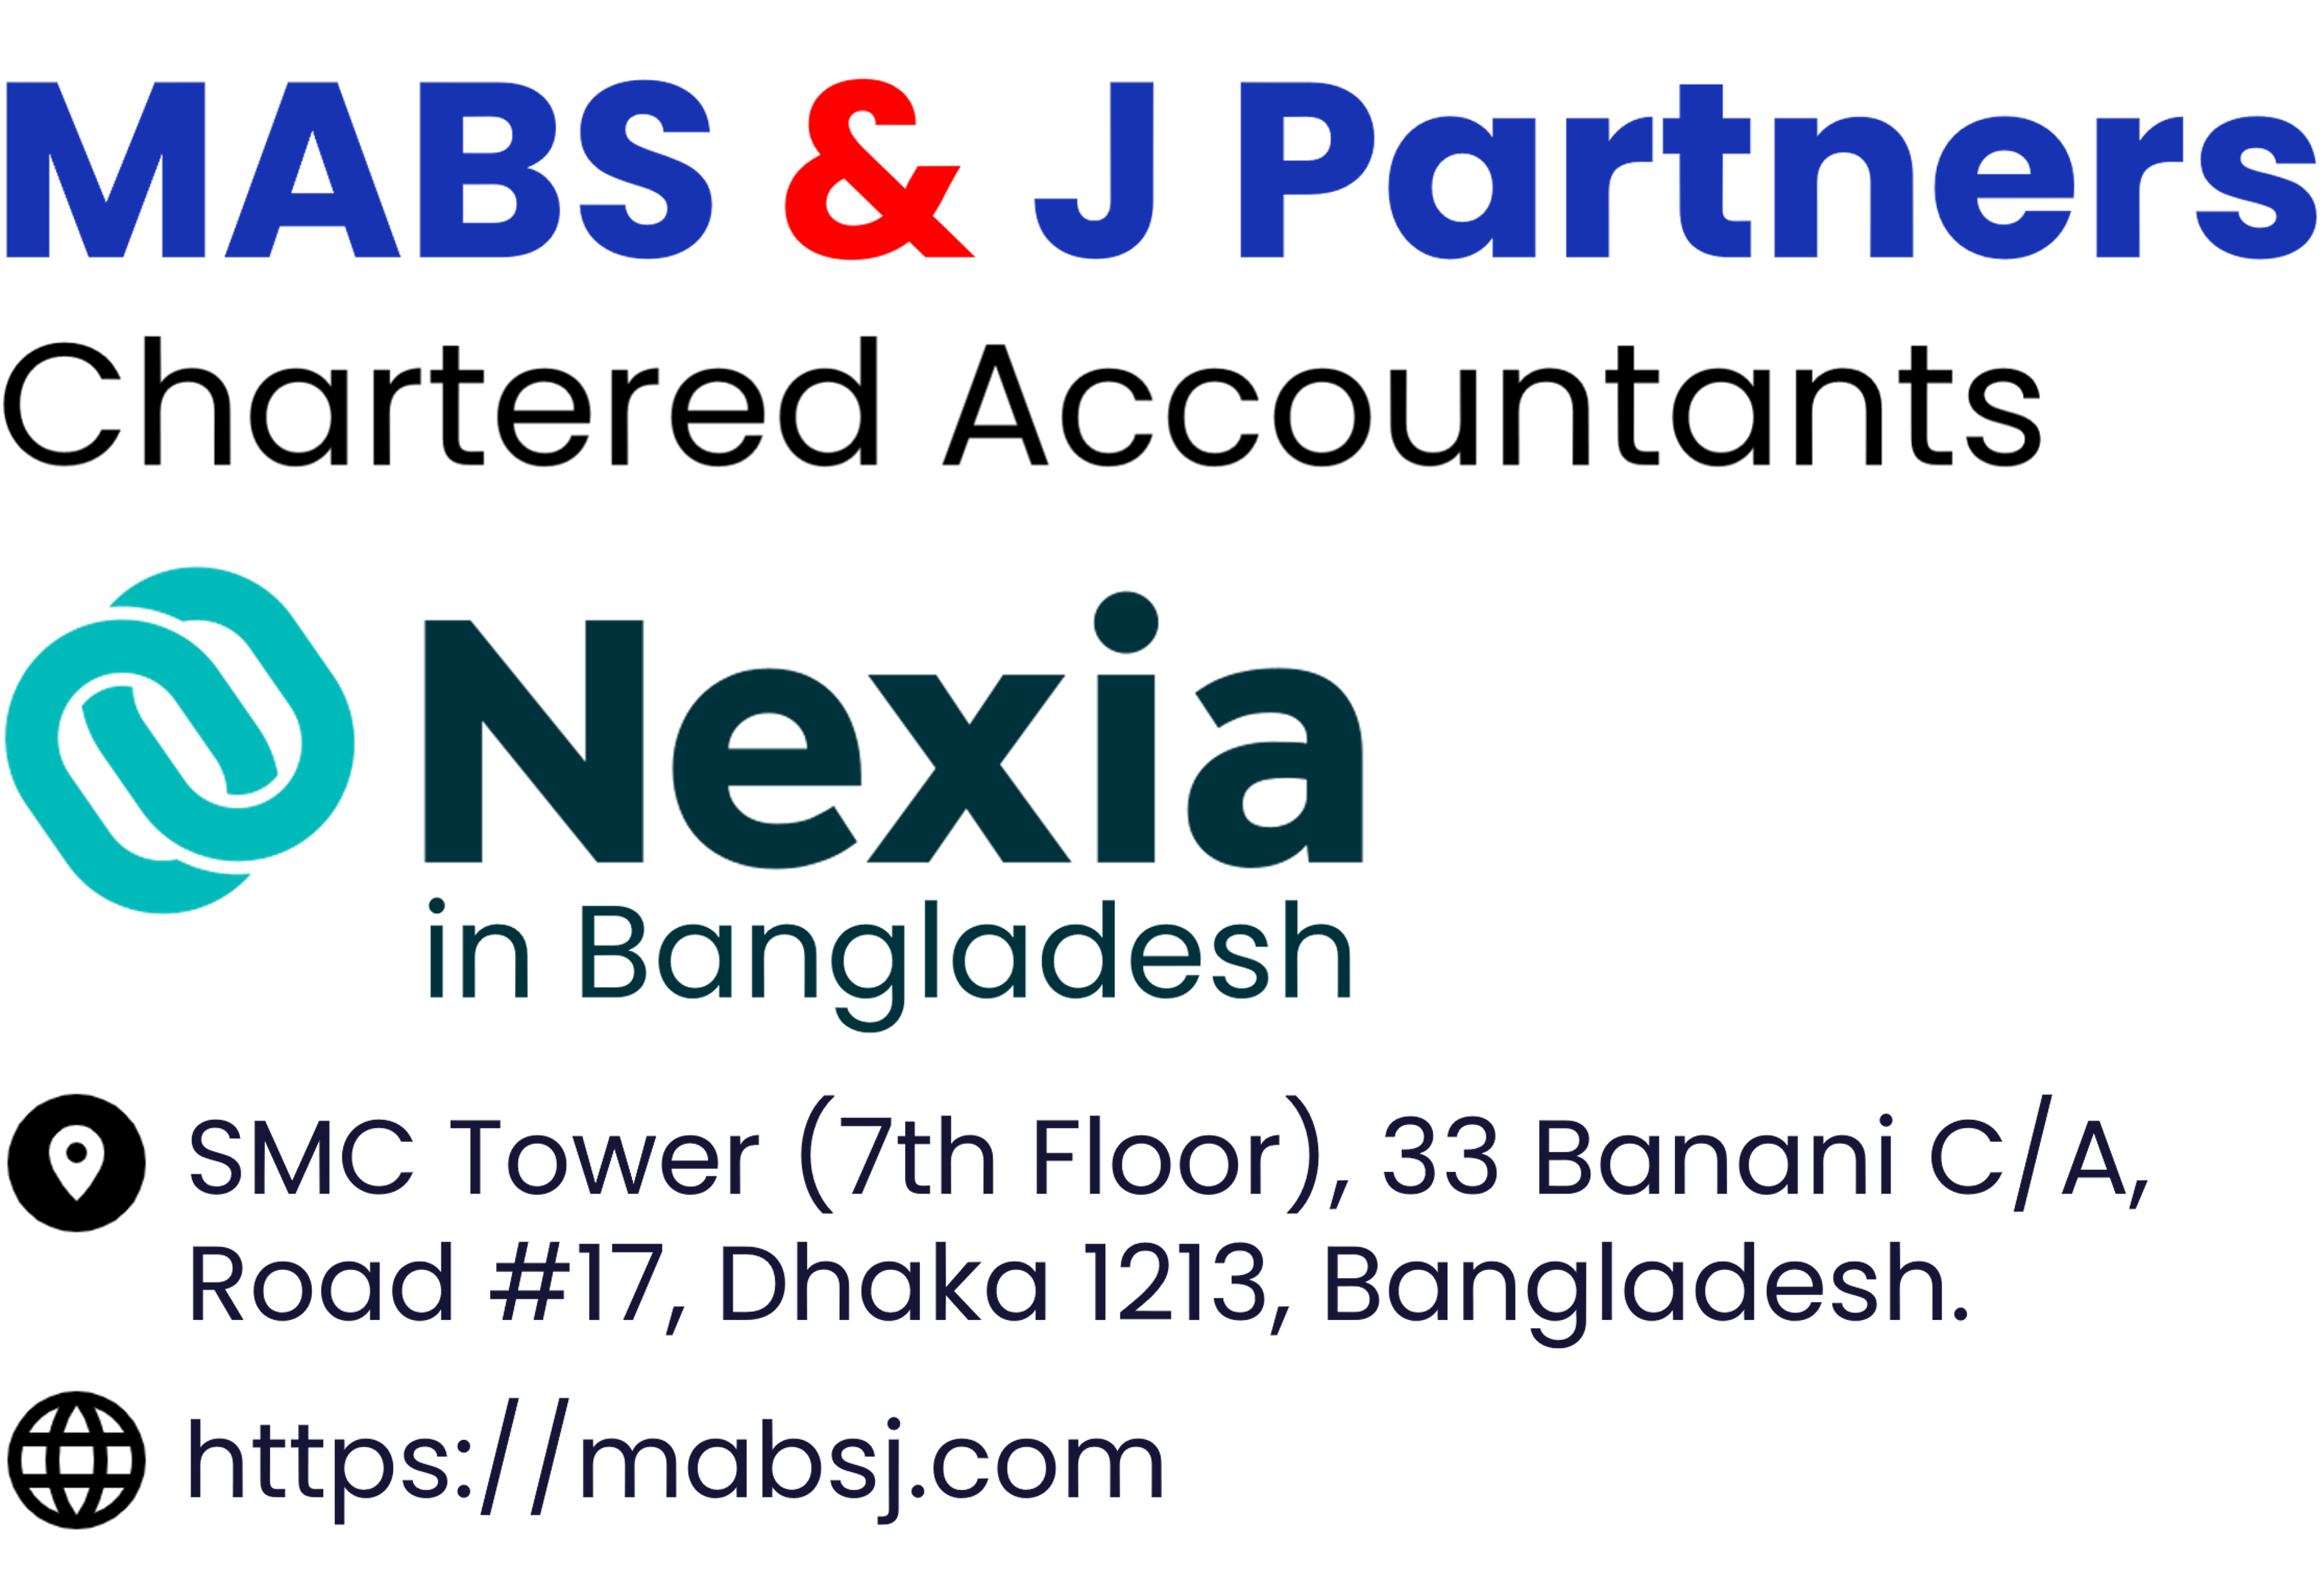 MABS & J Partners
Chartered Accountants
Nexia
in Bangladesh
SMC Tower (7th Floor), 33 Banani C/A,
Road #17, Dhaka 1213, Bangladesh.
https://mabsj.com